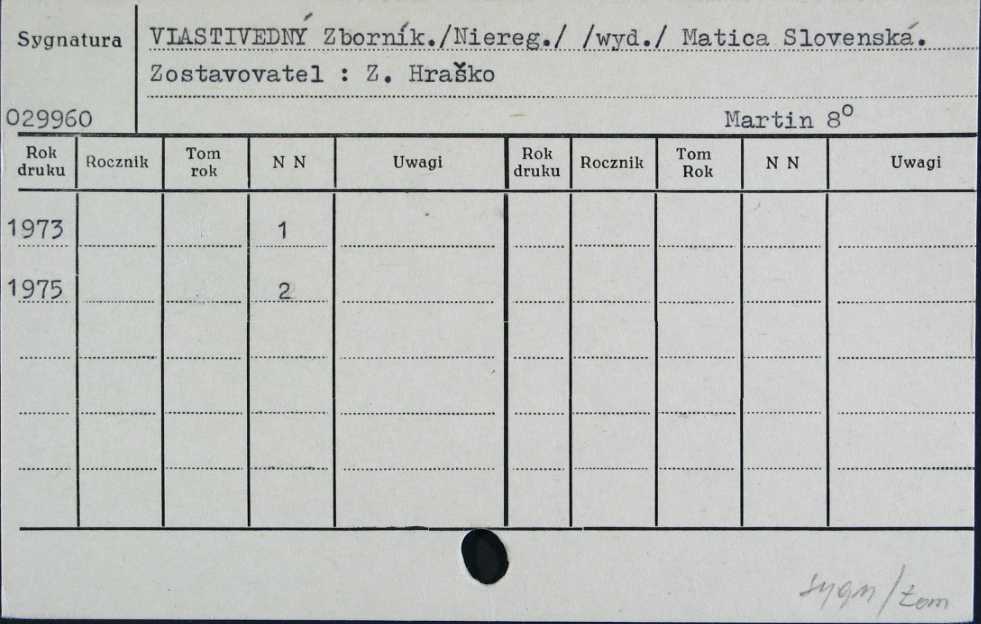 Sygnatura
VLASTIVEDNÝ Zborník./Niereg./ /wyd./ Matica Slovenská.
Zostavovatel : Z. Hraško
029960
Martin 8⁰
Rok druku Rocznik Tom rok N N Uwagi Rok druku Rocznik Tom Rok N N Uwagi
1973 1
1975 2
sygn/tom